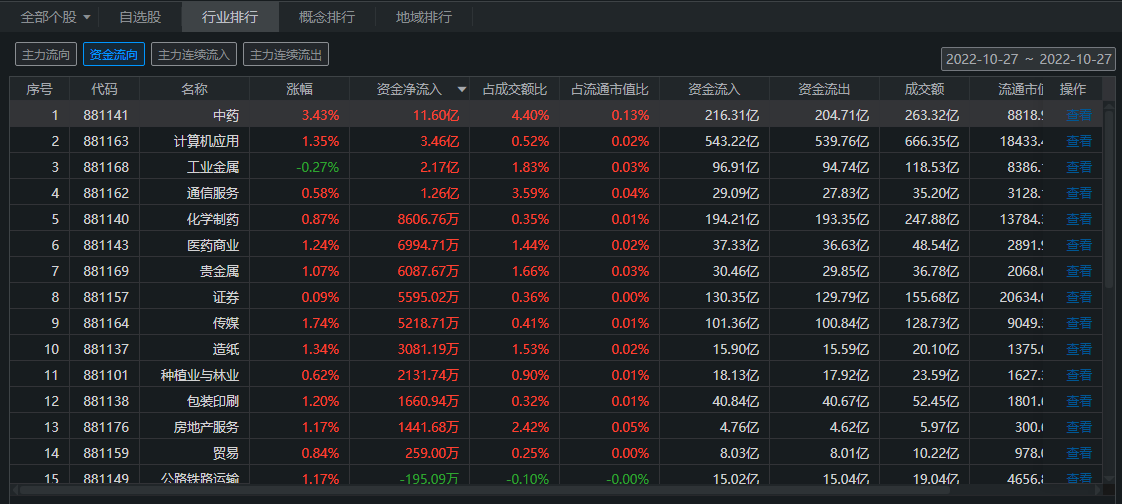 全部个股 自选股 行业排行 概念排行 地域排行
主力流向 资金流向 主力连续流入 主力连续流出
2022-10-27 ~ 2022-10-27
序号 代码 名称 涨幅 资金净流入 占成交额比 占流通市值比 资金流入 资金流出 成交额 流通市值 操作
1 881141 中药 3.43% 11.60亿 4.40% 0.13% 216.31亿 204.71亿 263.32亿 8818. 查看
2 881163 计算机应用 1.35% 3.46亿 0.52% 0.02% 543.22亿 539.76亿 666.35亿 18433. 查看
3 881168 工业金属 -0.27% 2.17亿 1.83% 0.03% 96.91亿 94.74亿 118.53亿 8386. 查看
4 881162 通信服务 0.58% 1.26亿 3.59% 0.04% 29.09亿 27.83亿 35.20亿 3128. 查看
5 881140 化学制药 0.87% 8606.76万 0.35% 0.01% 194.21亿 193.35亿 247.88亿 13784. 查看
6 881143 医药商业 1.24% 6994.71万 1.44% 0.02% 37.33亿 36.63亿 48.54亿 2891. 查看
7 881169 贵金属 1.07% 6087.67万 1.66% 0.03% 30.46亿 29.85亿 36.78亿 2068. 查看
8 881157 证券 0.09% 5595.02万 0.36% 0.00% 130.35亿 129.79亿 155.68亿 20634. 查看
9 881164 传媒 1.74% 5218.71万 0.41% 0.01% 101.36亿 100.84亿 128.73亿 9049. 查看
10 881137 造纸 1.34% 3081.19万 1.53% 0.02% 15.90亿 15.59亿 20.10亿 1375. 查看
11 881101 种植业与林业 0.62% 2131.74万 0.90% 0.01% 18.13亿 17.92亿 23.59亿 1627. 查看
12 881138 包装印刷 1.20% 1660.94万 0.32% 0.01% 40.84亿 40.67亿 52.45亿 1801. 查看
13 881176 房地产服务 1.17% 1441.68万 2.42% 0.05% 4.76亿 4.62亿 5.97亿 300. 查看
14 881159 贸易 0.84% 259.00万 0.25% 0.00% 8.03亿 8.01亿 10.22亿 978. 查看
15 881149 公路铁路运输 1.17% -195.09万 -0.10% -0.00% 15.02亿 15.04亿 19.04亿 4656. 查看